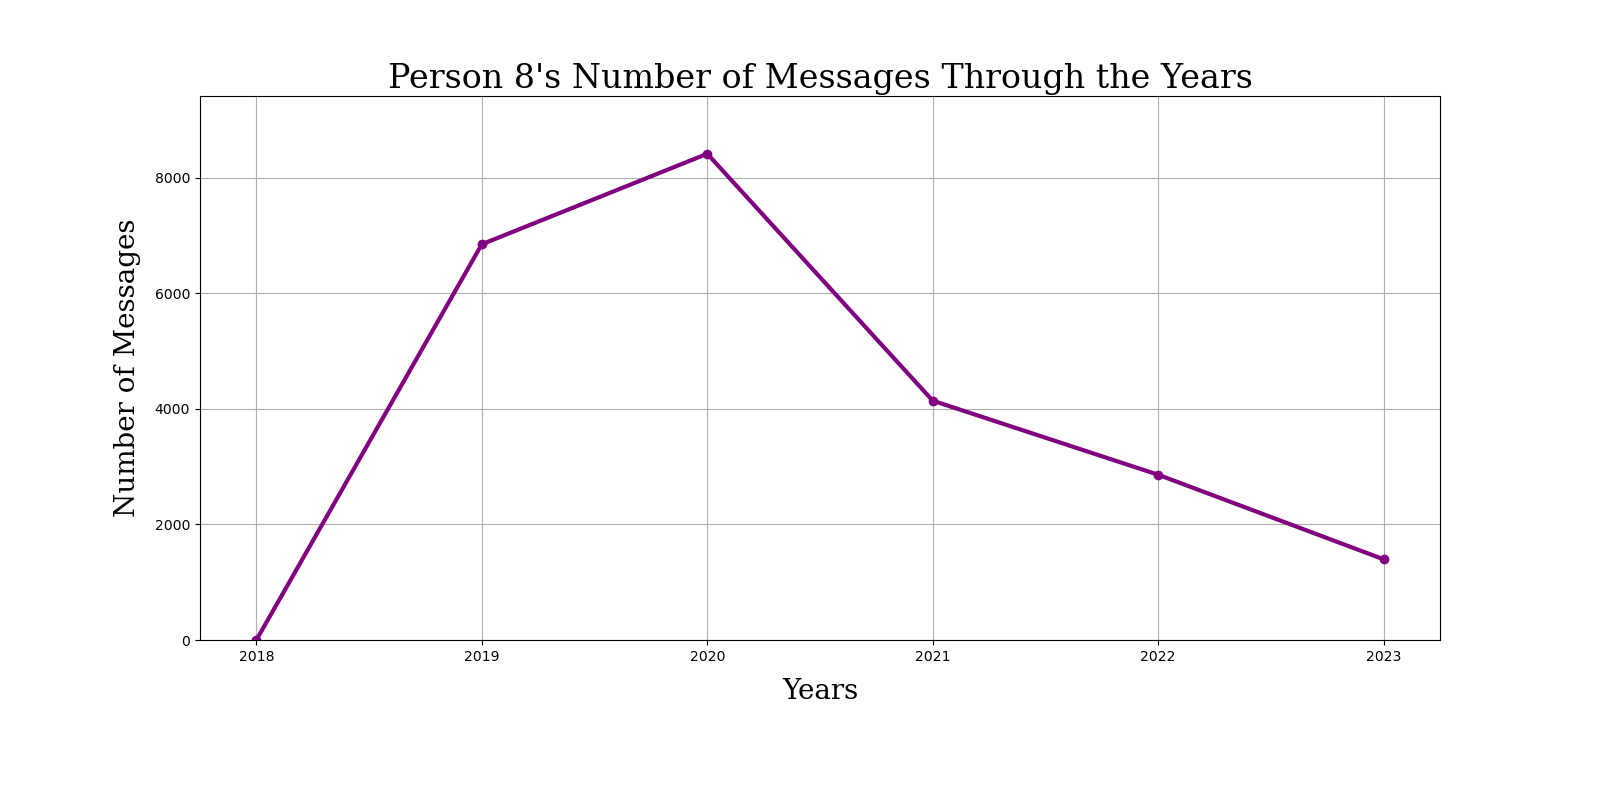 Person 8's Number of Messages Through the Years
Number of Messages
8000
6000
4000
2000
0
2018 2019 2020 2021 2022 2023
Years